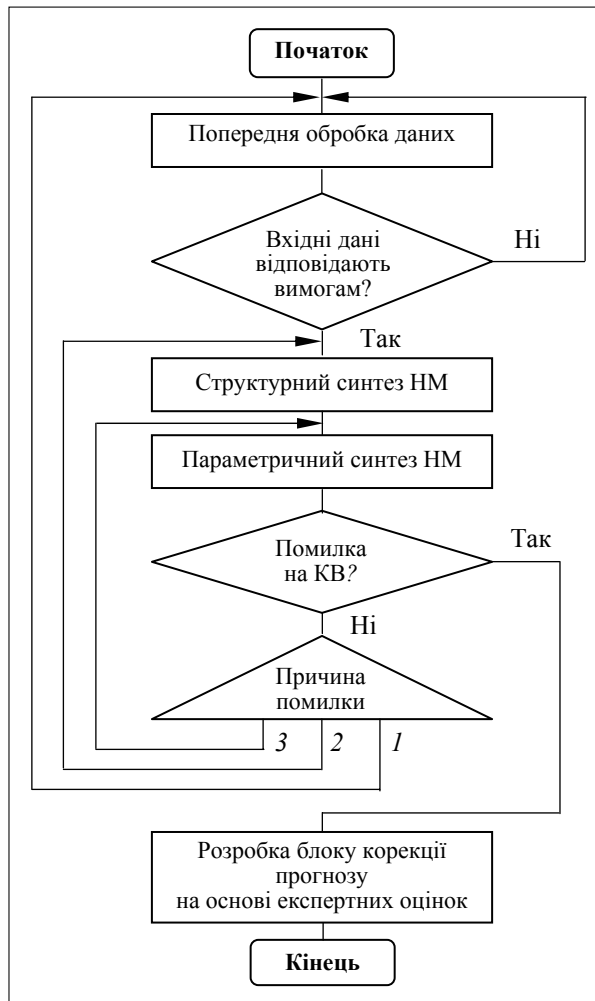 Початок
Попередня обробка даних
Вхідні дані
відповідають
вимогам?
Ні
Так
Структурний синтез НМ
Параметричний синтез НМ
Помилка
на КВ?
Так
Ні
Причина
помилки
3 2 1
Розробка блоку корекції
прогнозу
на основі експертних оцінок
Кінець